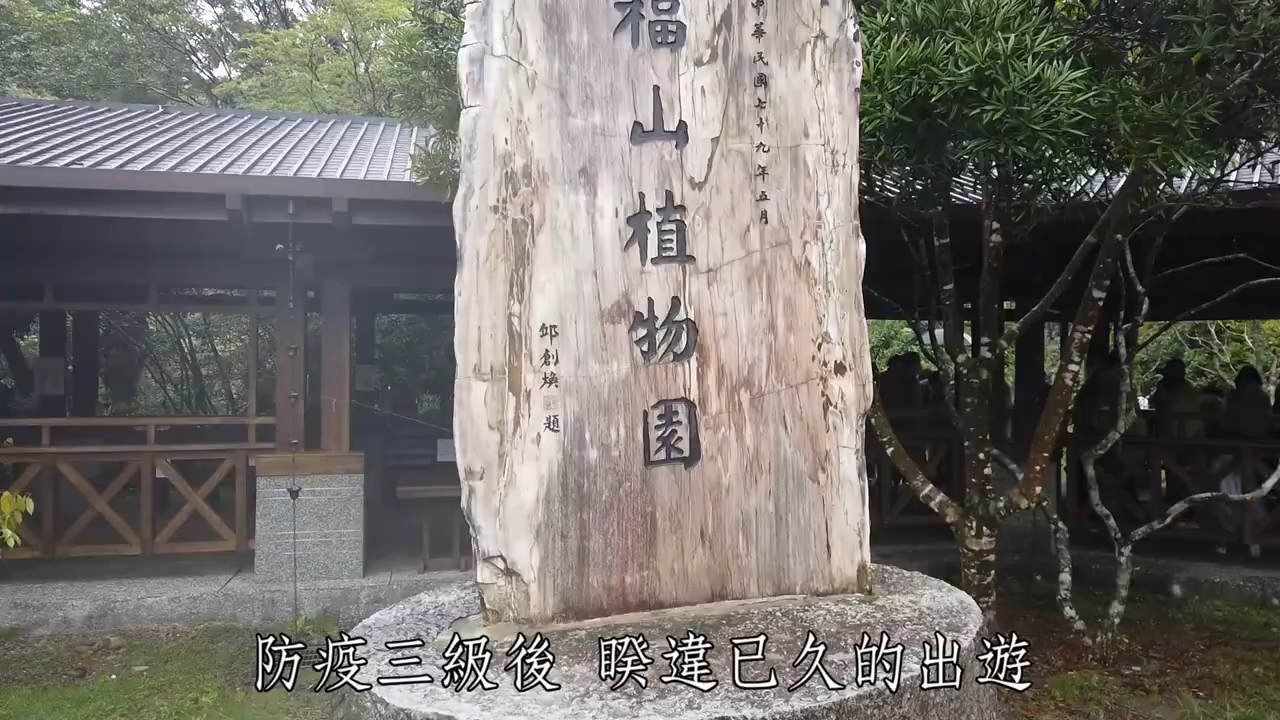 中華民國七十九年五月
福山植物園
邱創煥題
防疫三級後 睽違已久的出遊